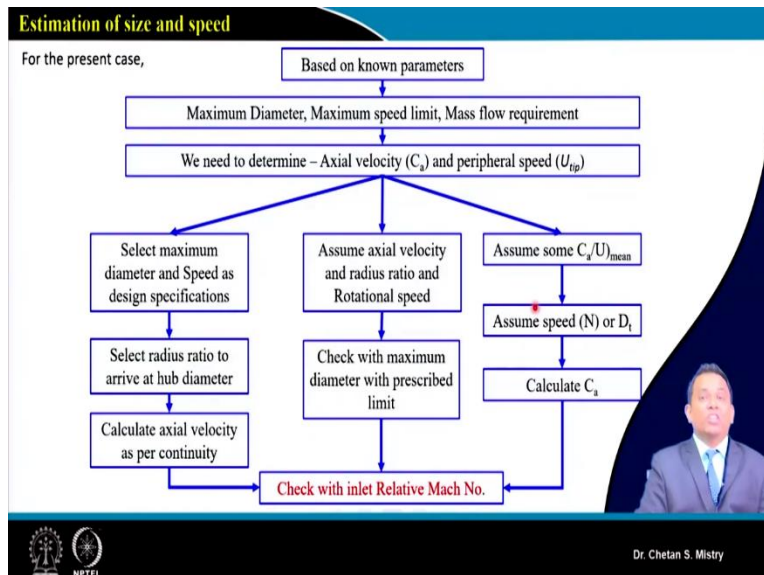 Estimation of size and speed
For the present case,
Based on known parameters
Maximum Diameter, Maximum speed limit, Mass flow requirement
We need to determine – Axial velocity (Ca) and peripheral speed (Utip)
Select maximum
diameter and Speed as
design specifications
Select radius ratio to
arrive at hub diameter
Calculate axial velocity
as per continuity
Assume axial velocity
and radius ratio and
Rotational speed
Check with maximum
diameter with prescribed
limit
Assume some Ca/U)mean
Assume speed (N) or Dt
Calculate Ca
Check with inlet Relative Mach No.
NPTEL
Dr. Chetan S. Mistry